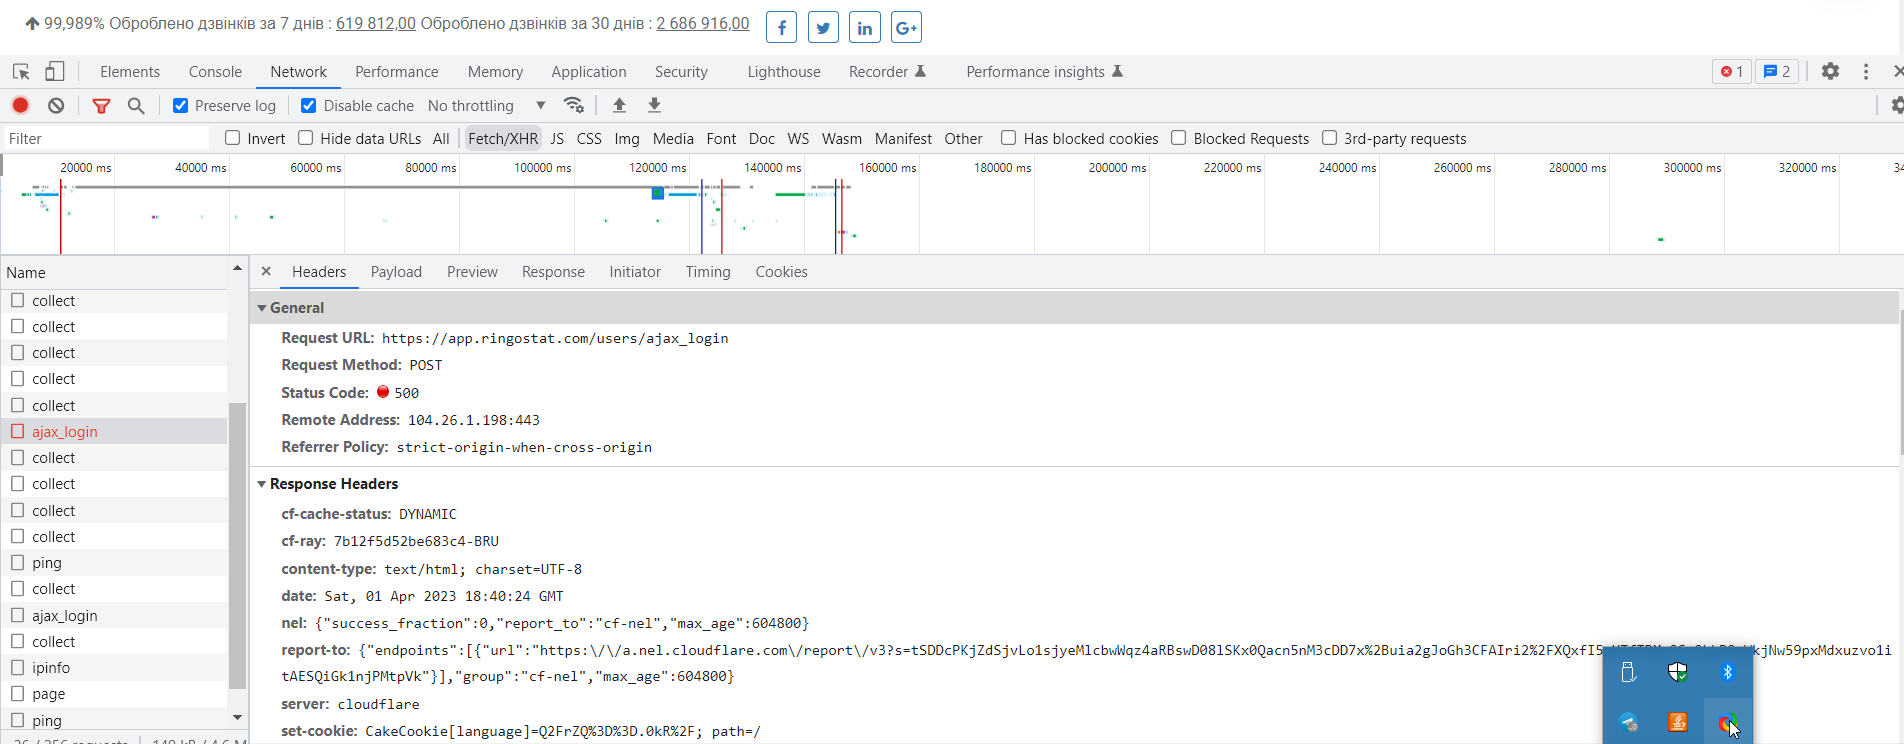 99,989% Оброблено дзвінків за 7 днів : 619 812,00 Оброблено дзвінків за 30 днів : 2 686 916,00
Elements Console Network Performance Memory Application Security Lighthouse Recorder Performance insights 1 2
Preserve log Disable cache No throttling
Filter Invert Hide data URLs All Fetch/XHR JS CSS Img Media Font Doc WS Wasm Manifest Other Has blocked cookies Blocked Requests 3rd-party requests
20000 ms 40000 ms 60000 ms 80000 ms 100000 ms 120000 ms 140000 ms 160000 ms 180000 ms 200000 ms 220000 ms 240000 ms 260000 ms 280000 ms 300000 ms 320000 ms
Name
collect
collect
collect
collect
collect
ajax_login
collect
collect
collect
collect
ping
collect
ajax_login
collect
ipinfo
page
ping
Headers Payload Preview Response Initiator Timing Cookies
General
Request URL: https://app.ringostat.com/users/ajax_login
Request Method: POST
Status Code: 500
Remote Address: 104.26.1.198:443
Referrer Policy: strict-origin-when-cross-origin
Response Headers
cf-cache-status: DYNAMIC
cf-ray: 7b12f5d52be683c4-BRU
content-type: text/html; charset=UTF-8
date: Sat, 01 Apr 2023 18:40:24 GMT
nel: {"success_fraction":0,"report_to":"cf-nel","max_age":604800}
report-to: {"endpoints":[{"url":"https:\/\/a.nel.cloudflare.com\/report\/v3?s=tSDDcPKjZdSjvLo1sjyeMlcbwWqz4aRBswD08lSKx0Qacn5nM3cDD7x%2Buia2gJoGh3CFAIri2%2FXQxfI5
tAESQiGk1njPMtpVk"}],"group":"cf-nel","max_age":604800}
server: cloudflare
set-cookie: CakeCookie[language]=Q2FrZQ%3D%3D.0kR%2F; path=/